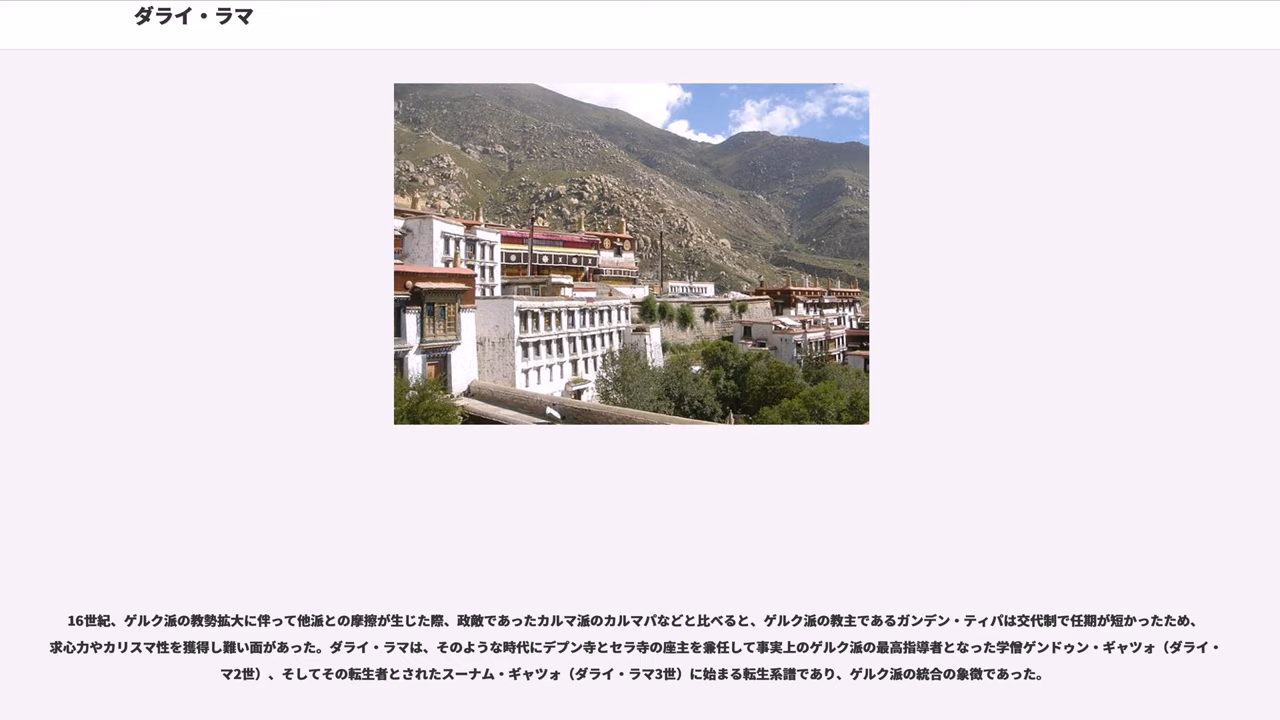 ダライ・ラマ
16世紀、ゲルク派の教勢拡大に伴って他派との摩擦が生じた際、政敵であったカルマ派のカルマパなどと比べると、ゲルク派の教主であるガンデン・ティパは交代制で任期が短かったため、
求心力やカリスマ性を獲得し難い面があった。ダライ・ラマは、そのような時代にデプン寺とセラ寺の座主を兼任して事実上のゲルク派の最高指導者となった学僧ゲンドゥン・ギャツォ（ダライ・
マ2世）、そしてその転生者とされたスーナム・ギャツォ（ダライ・ラマ3世）に始まる転生系譜であり、ゲルク派の統合の象徴であった。